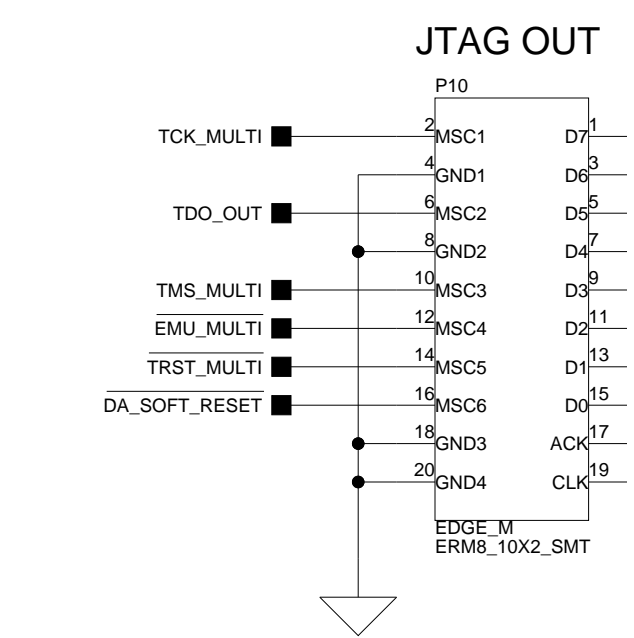 JTAG OUT
P10
TCK_MULTI 2 MSC1 D7 1
4 GND1 D6 3
TDO_OUT 6 MSC2 D5 5
8 GND2 D4 7
TMS_MULTI 10 MSC3 D3 9
EMU_MULTI 12 MSC4 D2 11
TRST_MULTI 14 MSC5 D1 13
DA_SOFT_RESET 16 MSC6 D0 15
18 GND3 ACK 17
20 GND4 CLK 19
EDGE_M
ERM8_10X2_SMT